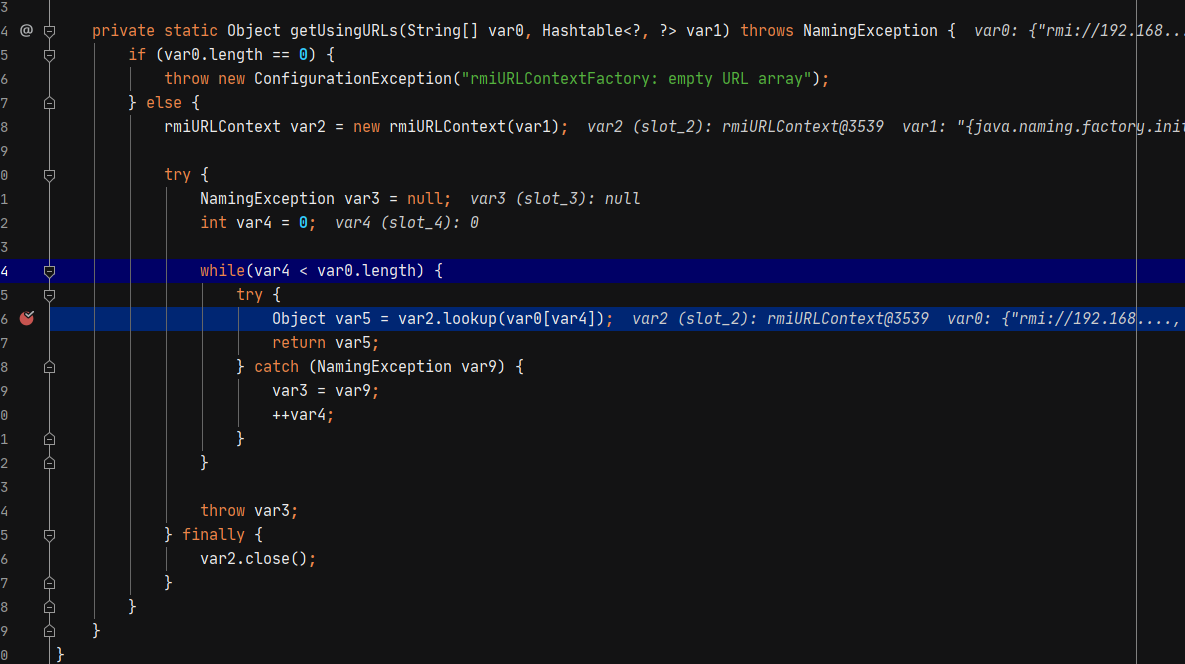 3
4 @ private static Object getUsingURLs(String[] var0, Hashtable<?, ?> var1) throws NamingException { var0: {"rmi://192.168...
5 if (var0.length == 0) {
6 throw new ConfigurationException("rmiURLContextFactory: empty URL array");
7 } else {
8 rmiURLContext var2 = new rmiURLContext(var1); var2 (slot_2): rmiURLContext@3539 var1: "{java.naming.factory.init
9
0 try {
1 NamingException var3 = null; var3 (slot_3): null
2 int var4 = 0; var4 (slot_4): 0
3
4 while(var4 < var0.length) {
5 try {
6 Object var5 = var2.lookup(var0[var4]); var2 (slot_2): rmiURLContext@3539 var0: {"rmi://192.168....,
7 return var5;
8 } catch (NamingException var9) {
9 var3 = var9;
0 ++var4;
1 }
2 }
3
4 throw var3;
5 } finally {
6 var2.close();
7 }
8 }
9 }
0 }